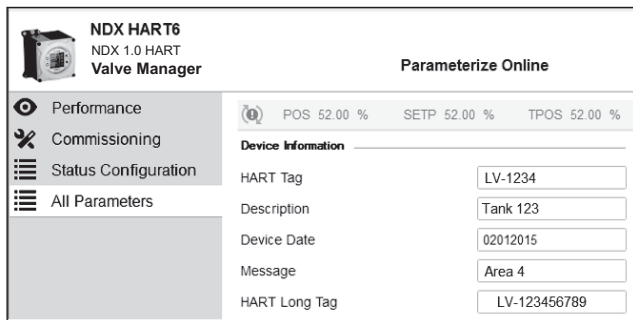 NDX HART6
NDX 1.0 HART
Valve Manager
Parameterize Online
Performance
Commissioning
Status Configuration
All Parameters
POS 52.00 % SETP 52.00 % TPOS 52.00 %
Device Information
HART Tag LV-1234
Description Tank 123
Device Date 02012015
Message Area 4
HART Long Tag LV-123456789